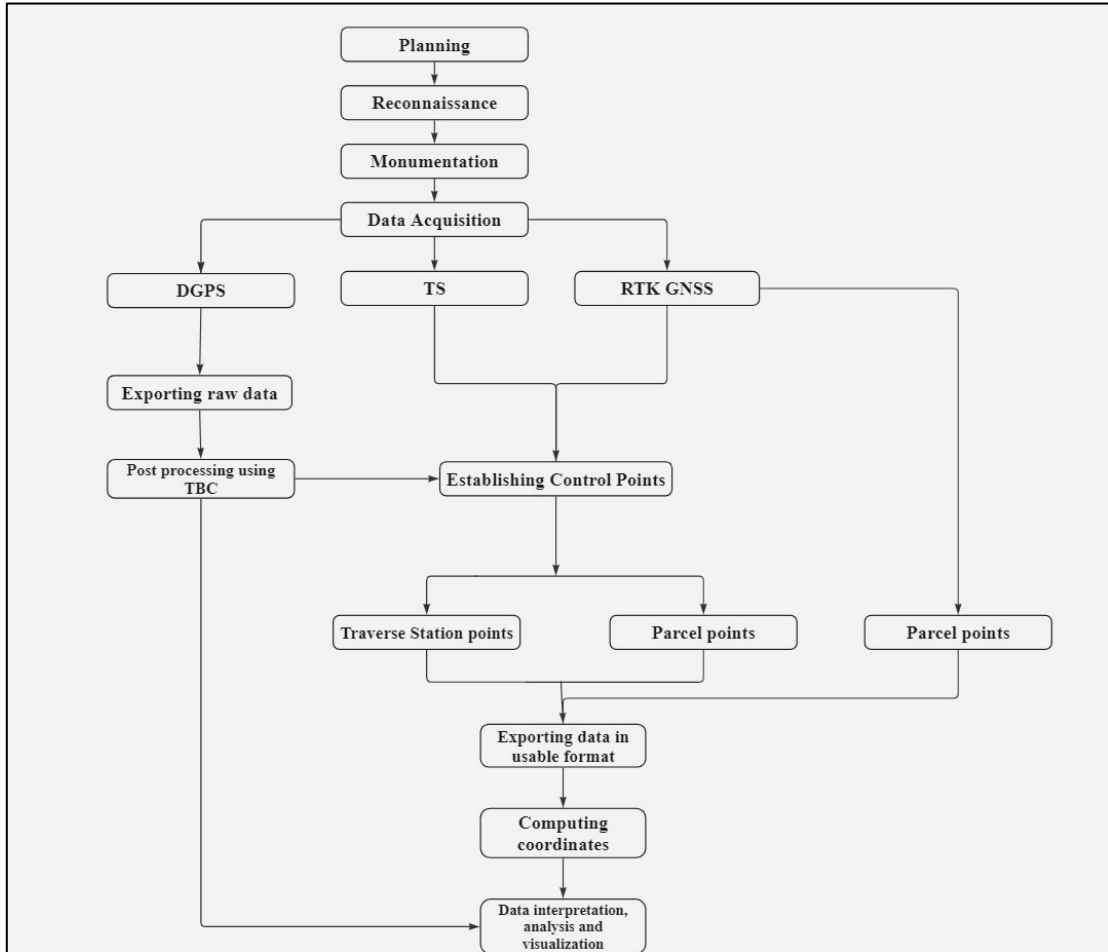 Planning
Reconnaissance
Monumentation
Data Acquisition
DGPS
TS
RTK GNSS
Exporting raw data
Post processing using
TBC
Establishing Control Points
Traverse Station points
Parcel points
Parcel points
Exporting data in
usable format
Computing
coordinates
Data interpretation,
analysis and
visualization